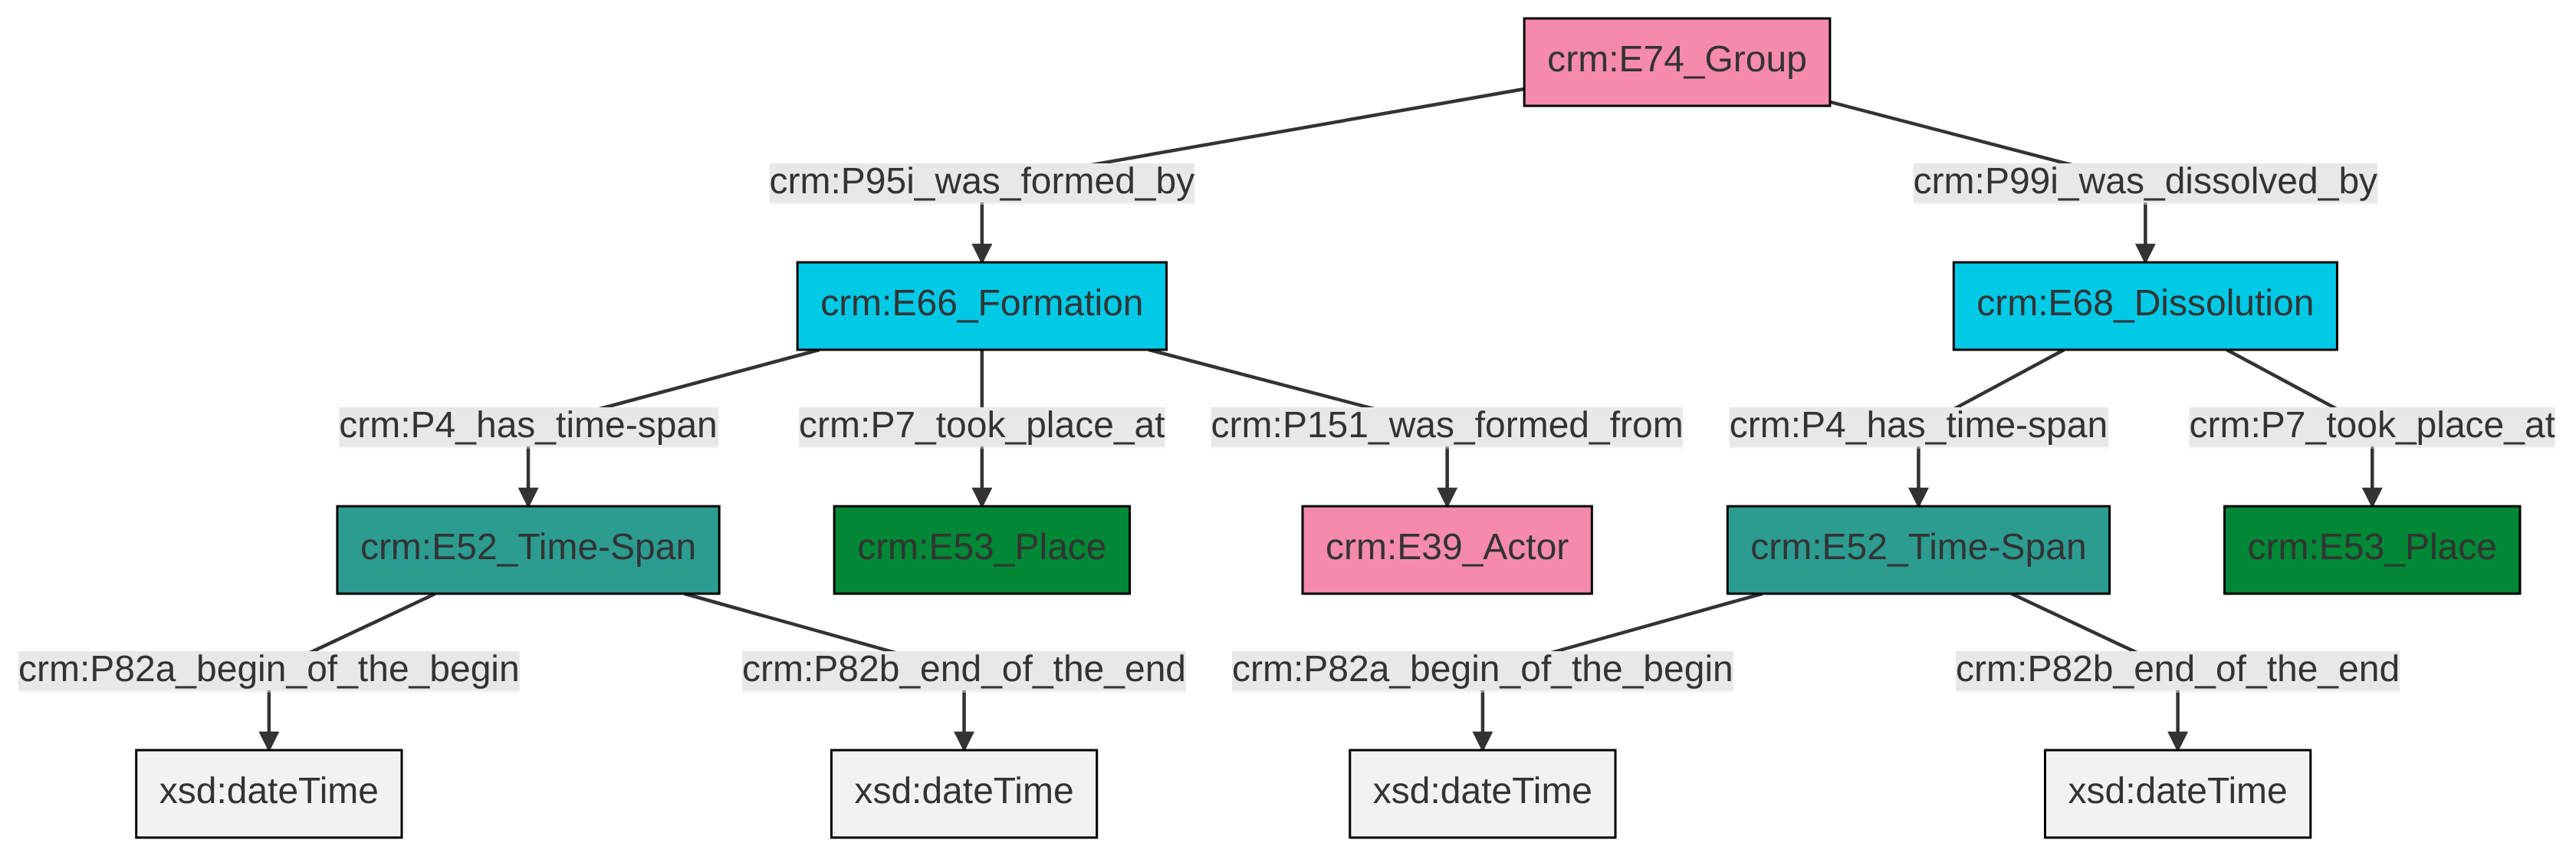 crm:E74_Group
crm:P95i_was_formed_by
crm:P99i_was_dissolved_by
crm:E66_Formation
crm:E68_Dissolution
crm:P4_has_time-span
crm:P7_took_place_at
crm:P151_was_formed_from
crm:P4_has_time-span
crm:P7_took_place_at
crm:E52_Time-Span
crm:E53_Place
crm:E39_Actor
crm:E52_Time-Span
crm:E53_Place
crm:P82a_begin_of_the_begin
crm:P82b_end_of_the_end
crm:P82a_begin_of_the_begin
crm:P82b_end_of_the_end
xsd:dateTime
xsd:dateTime
xsd:dateTime
xsd:dateTime